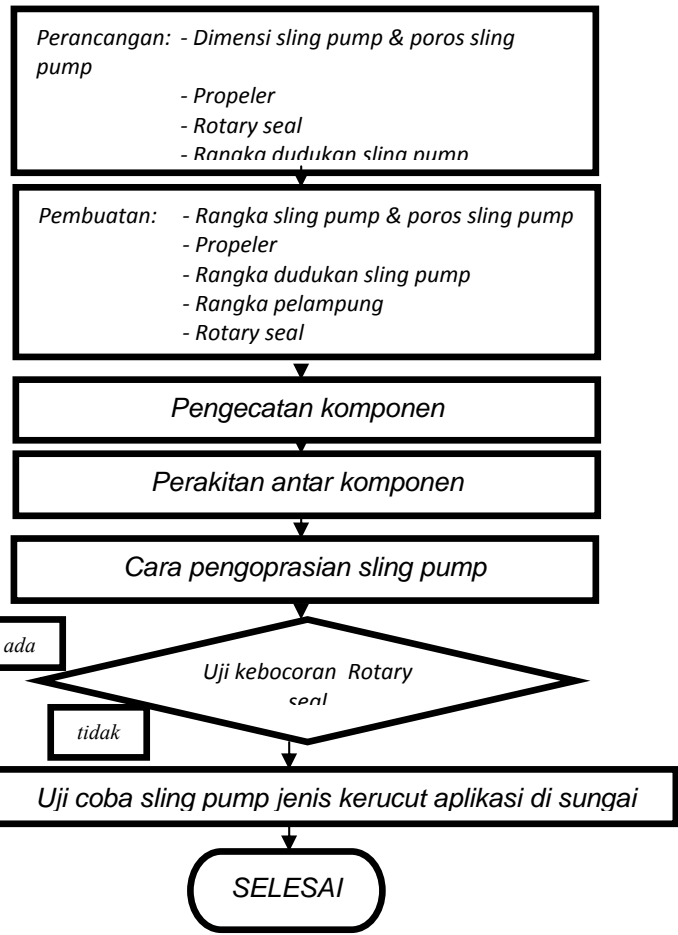 Perancangan: - Dimensi sling pump & poros sling
pump
- Propeler
- Rotary seal
- Rangka dudukan sling pump
Pembuatan: - Rangka sling pump & poros sling pump
- Propeler
- Rangka dudukan sling pump
- Rangka pelampung
- Rotary seal
Pengecatan komponen
Perakitan antar komponen
Cara pengoprasian sling pump
ada
Uji kebocoran Rotary
seal
tidak
Uji coba sling pump jenis kerucut aplikasi di sungai
SELESAI